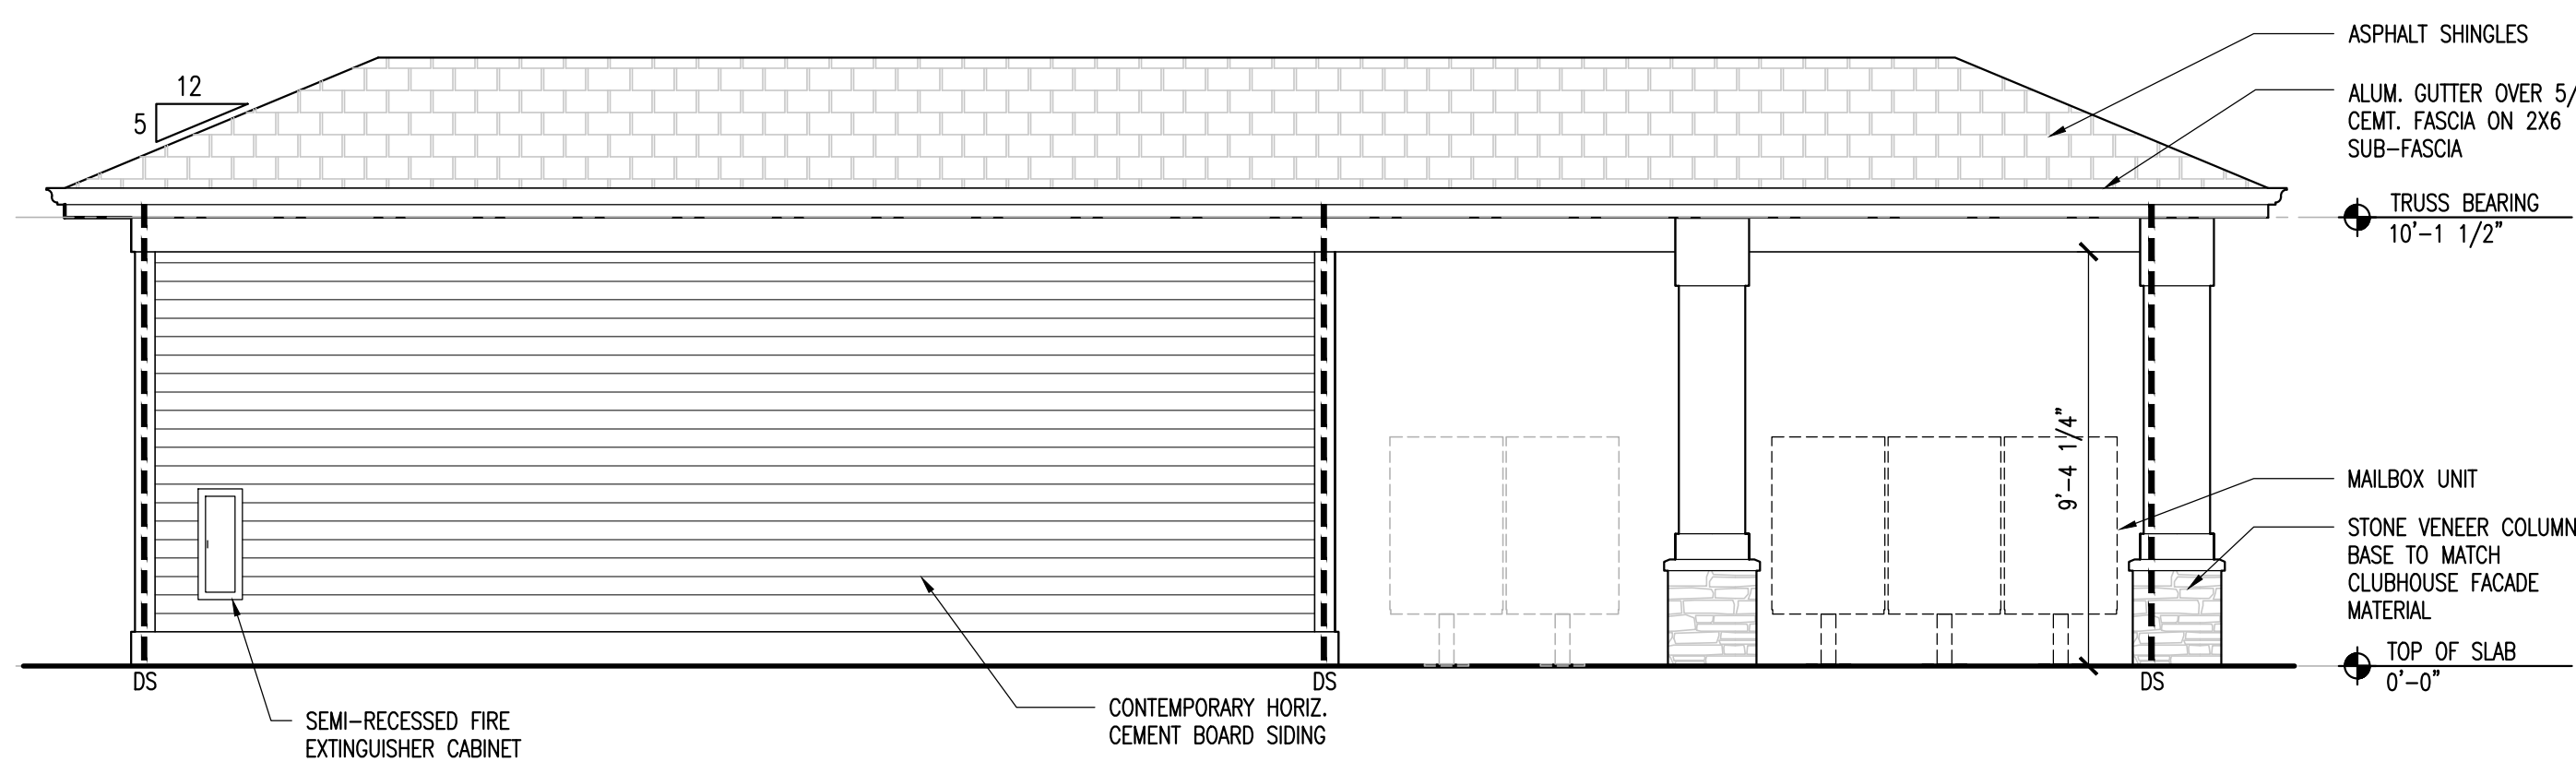 12
5
ASPHALT SHINGLES
ALUM. GUTTER OVER 5/
CEMT. FASCIA ON 2X6
SUB-FASCIA
TRUSS BEARING
10'-1 1/2"
9'-4 1/4"
MAILBOX UNIT
STONE VENEER COLUMN
BASE TO MATCH
CLUBHOUSE FACADE
MATERIAL
TOP OF SLAB
0'-0"
DS
DS
DS
SEMI-RECESSED FIRE
EXTINGUISHER CABINET
CONTEMPORARY HORIZ.
CEMENT BOARD SIDING